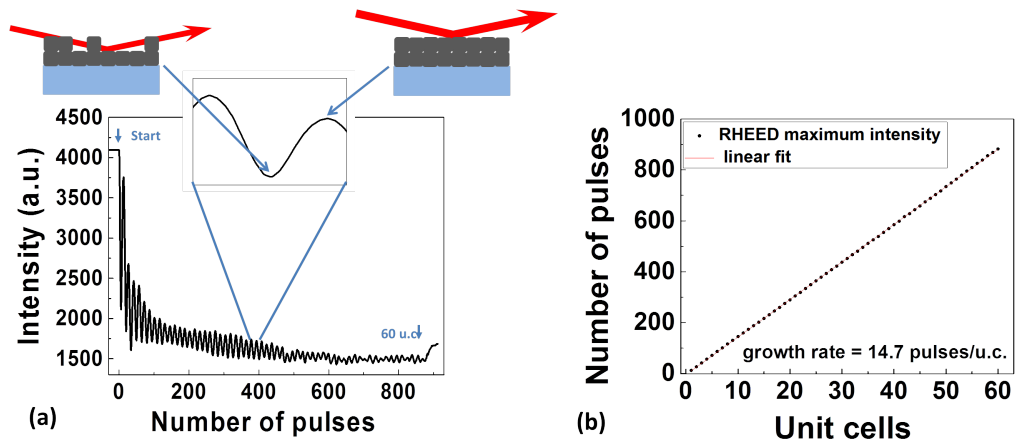 4500
4000
3500
3000
2500
2000
1500
Intensity (a.u.)
Start
60 u.c
0 200 400 600 800
Number of pulses
(a)
1000
800
600
400
200
0
Number of pulses
RHEED maximum intensity
linear fit
growth rate = 14.7 pulses/u.c.
0 10 20 30 40 50 60
Unit cells
(b)